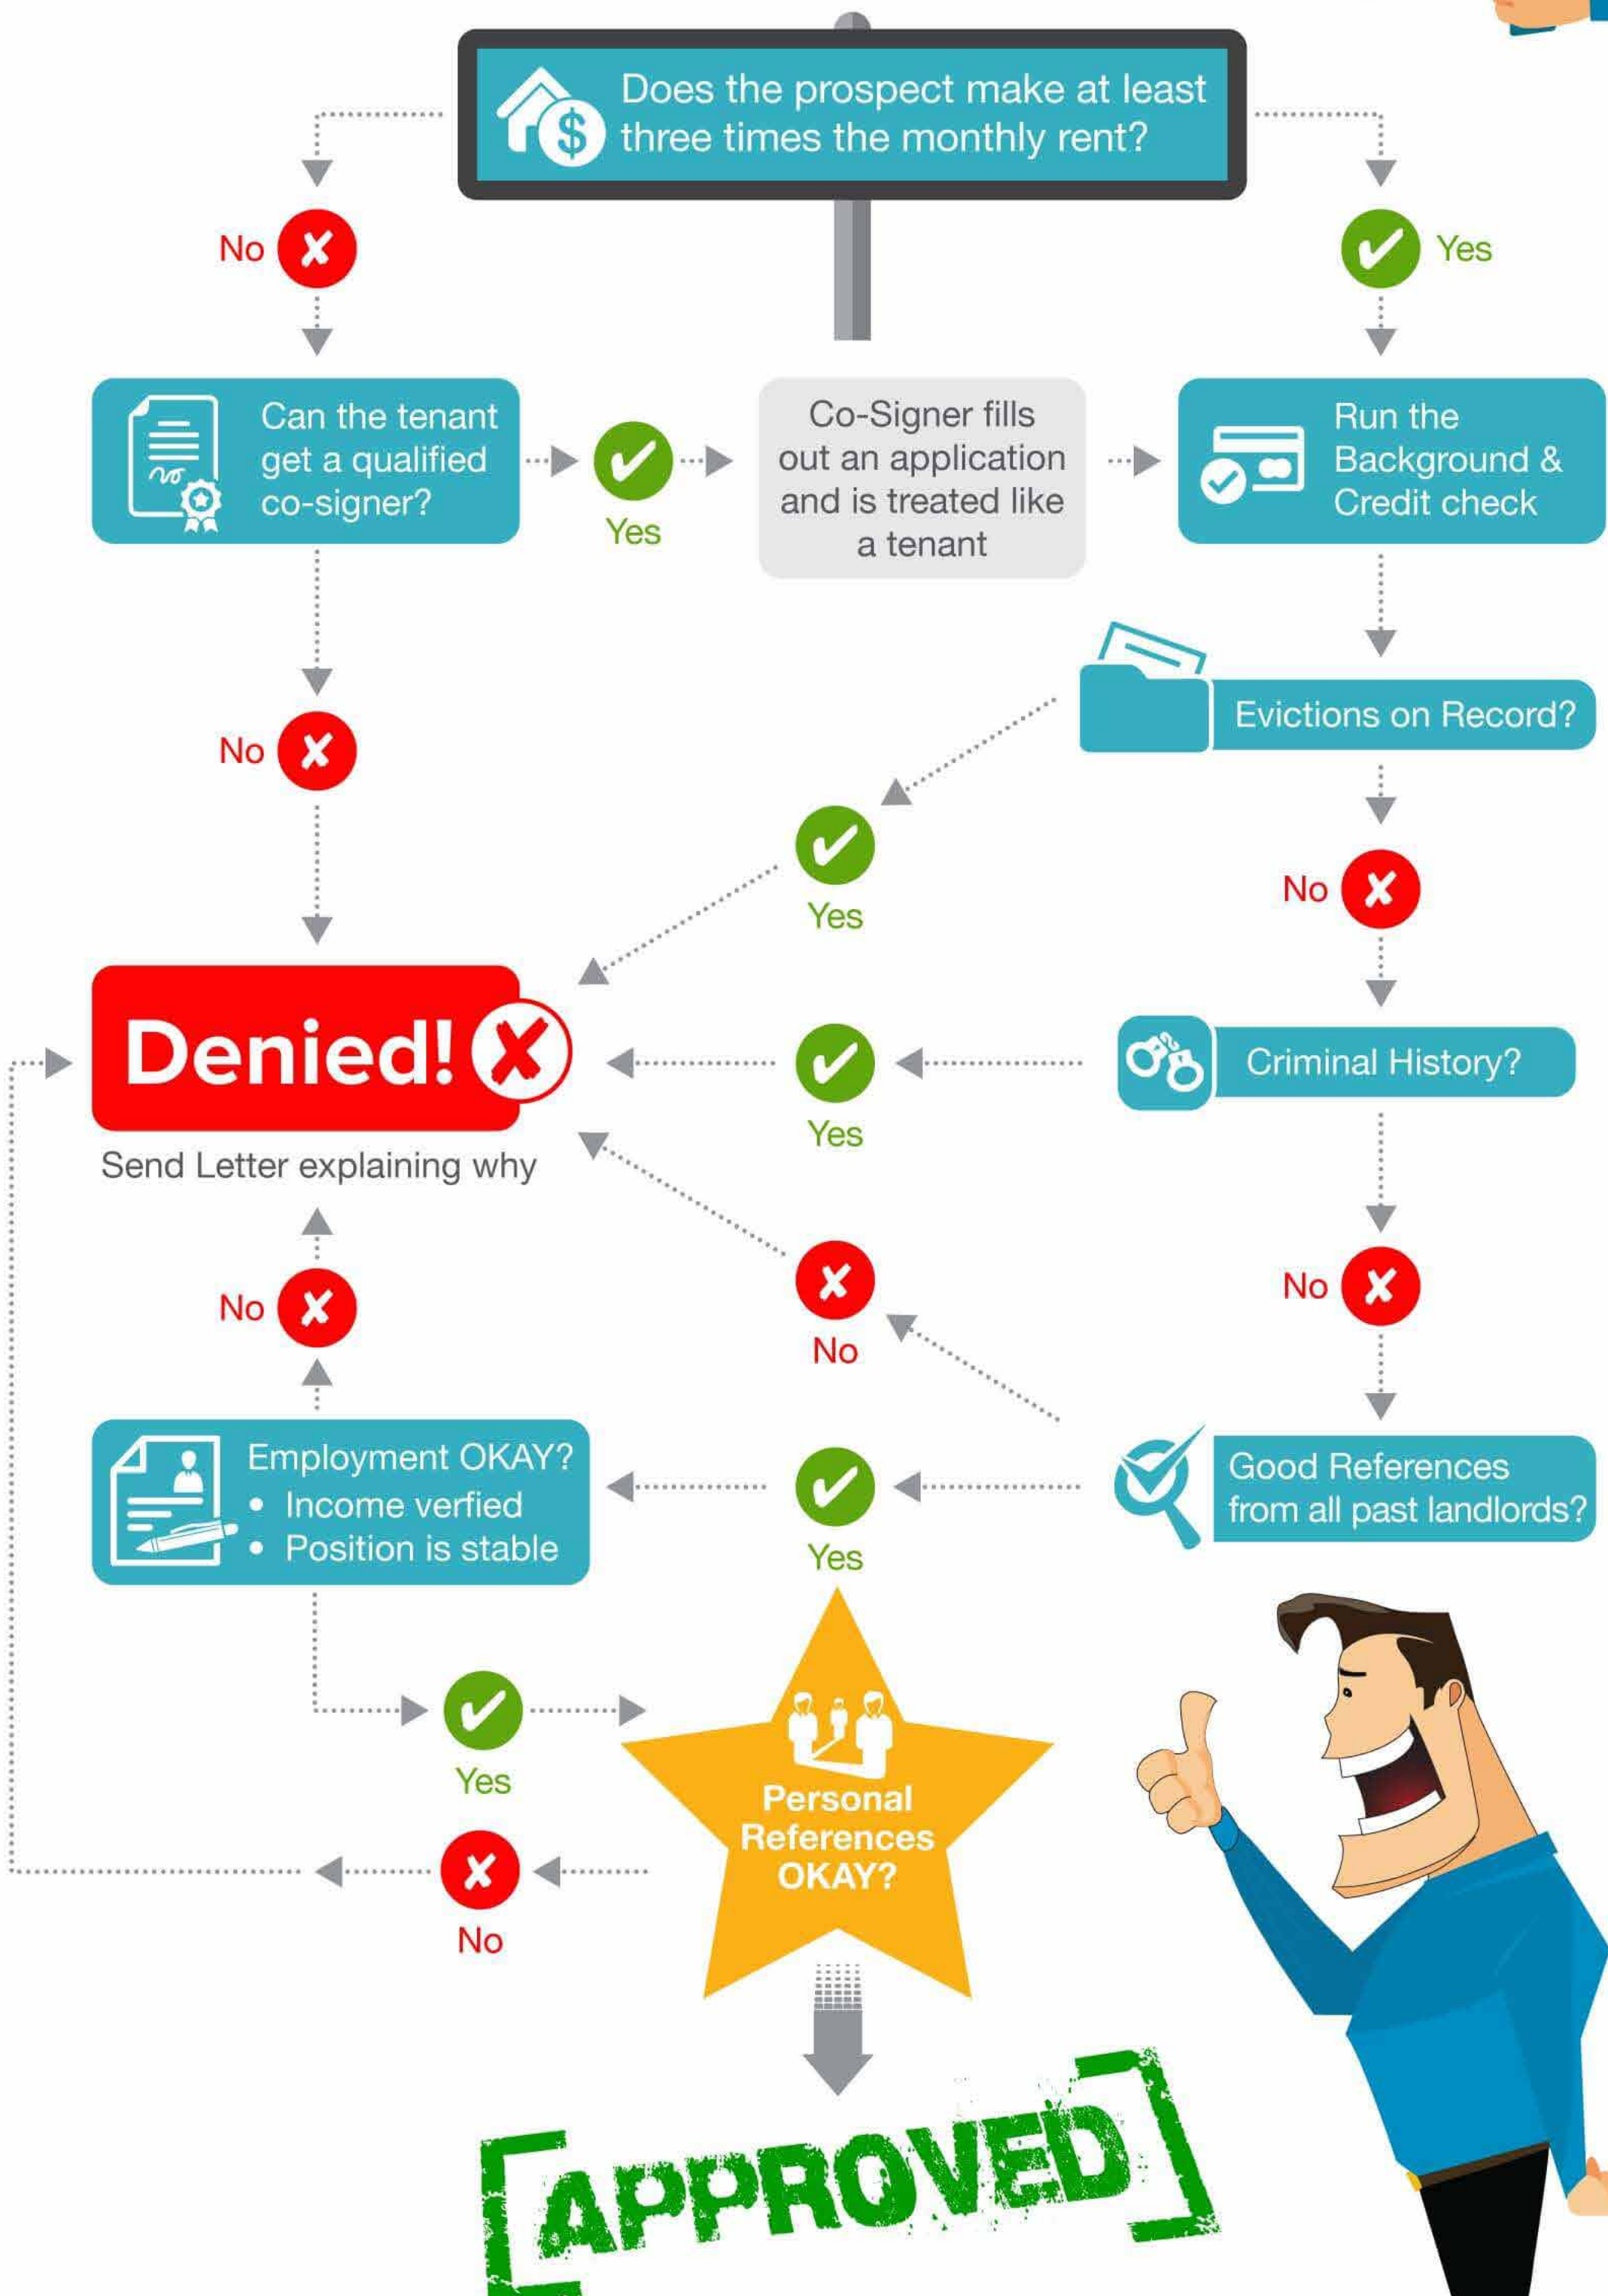 Does the prospect make at least
three times the monthly rent?
No
Yes
Can the tenant
get a qualified
co-signer?
Yes
Co-Signer fills
out an application
and is treated like
a tenant
Run the
Background &
Credit check
Evictions on Record?
No
Yes
No
Denied!
Send Letter explaining why
Yes
Criminal History?
No
No
No
Employment OKAY?
• Income verfied
• Position is stable
Yes
Good References
from all past landlords?
Yes
Personal
References
OKAY?
No
APPROVED